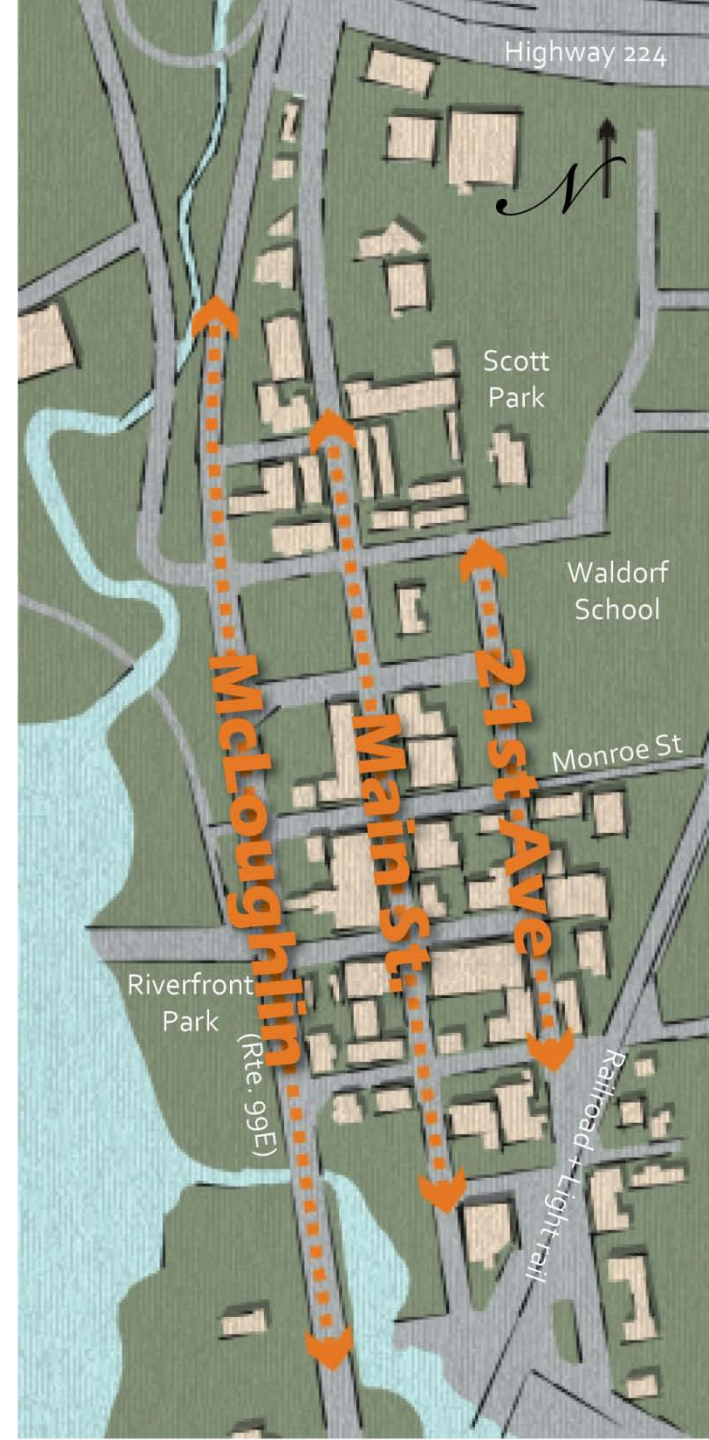 Highway 224
N
Scott
Park
Waldorf
School
McLoughlin
Main St.
21st Ave
Monroe St
Riverfront
Park
(Rte. 99E)
Railroad + Light rail